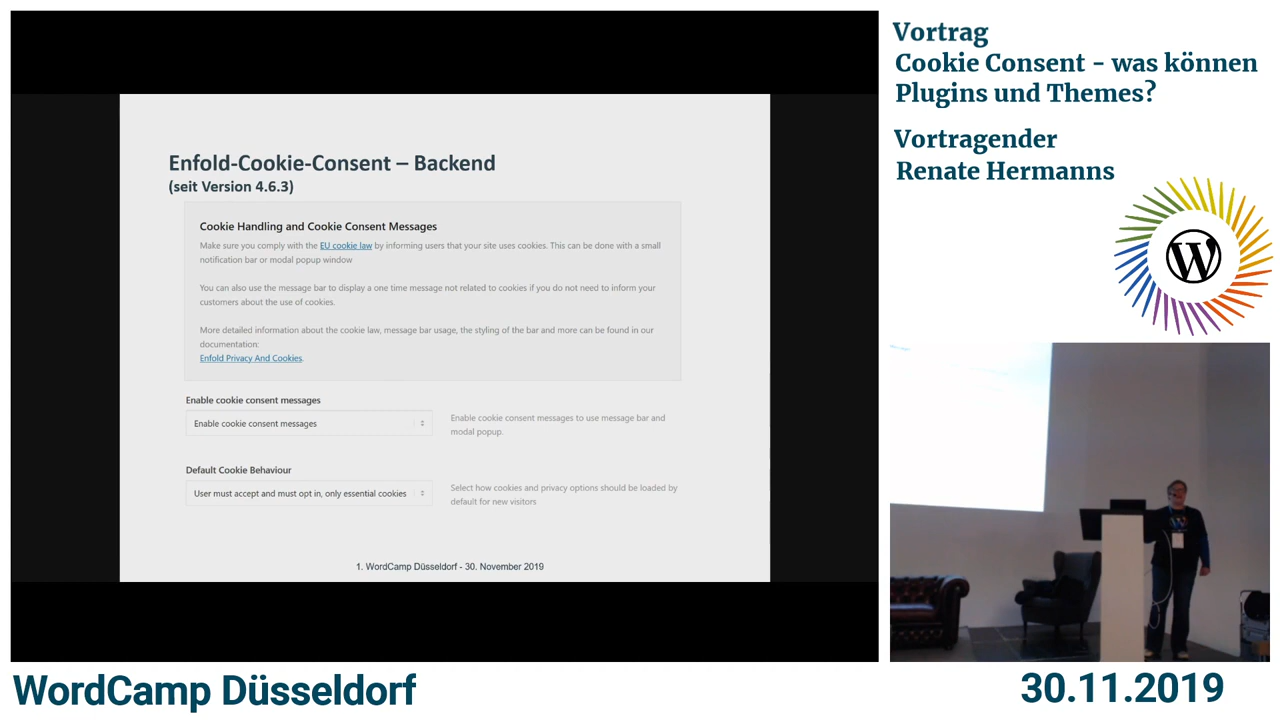 Enfold-Cookie-Consent – Backend
(seit Version 4.6.3)
Cookie Handling and Cookie Consent Messages
Make sure you comply with the EU cookie law by informing users that your site uses cookies. This can be done with a small
notification bar or modal popup window
You can also use the message bar to display a one time message not related to cookies if you do not need to inform your
customers about the use of cookies.
More detailed information about the cookie law, message bar usage, the styling of the bar and more can be found in our
documentation:
Enfold Privacy And Cookies.
Enable cookie consent messages
Enable cookie consent messages
Enable cookie consent messages to use message bar and
modal popup.
Default Cookie Behaviour
User must accept and must opt in, only essential cookies
Select how cookies and privacy options should be loaded by
default for new visitors
1. WordCamp Düsseldorf - 30. November 2019
Vortrag
Cookie Consent - was können
Plugins und Themes?
Vortragender
Renate Hermanns
W
WordCamp Düsseldorf
30.11.2019